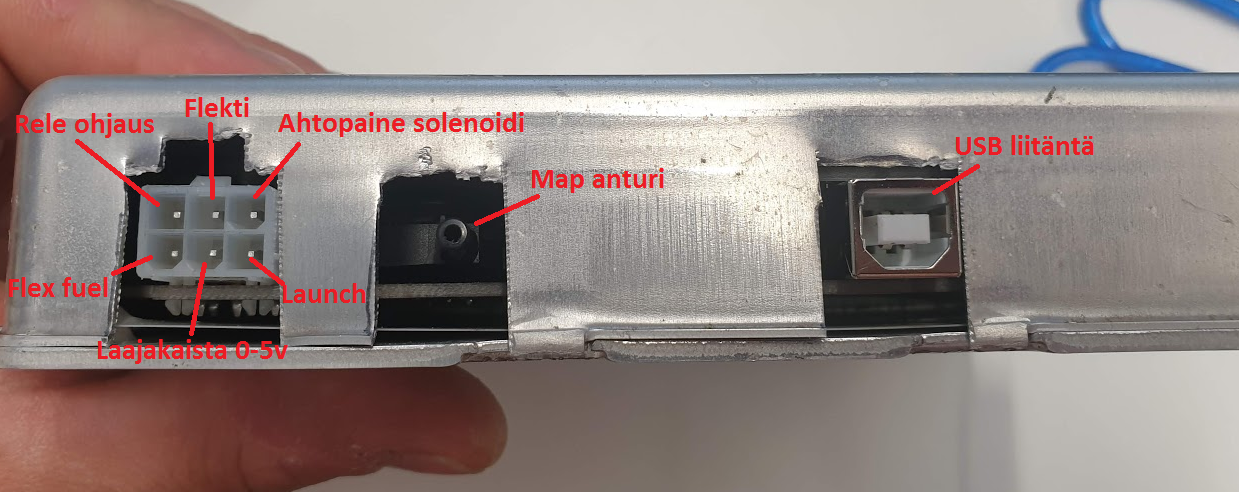 Flekti
Rele ohjaus
Ahtopaine solenoidi
USB liitäntä
Map anturi
Flex fuel
Launch
Laajakaista 0-5v